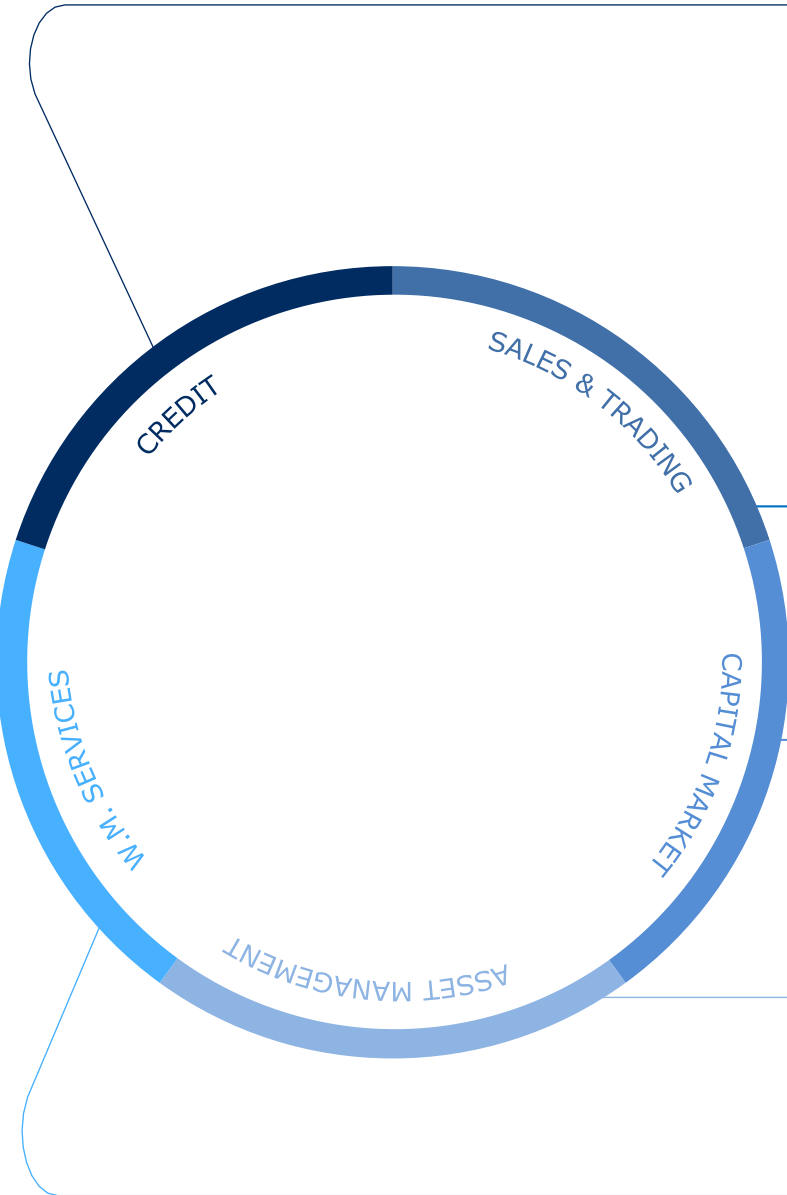 CREDIT
SALES & TRADING
CAPITAL MARKET
ASSET MANAGEMENT
W.M. SERVICES